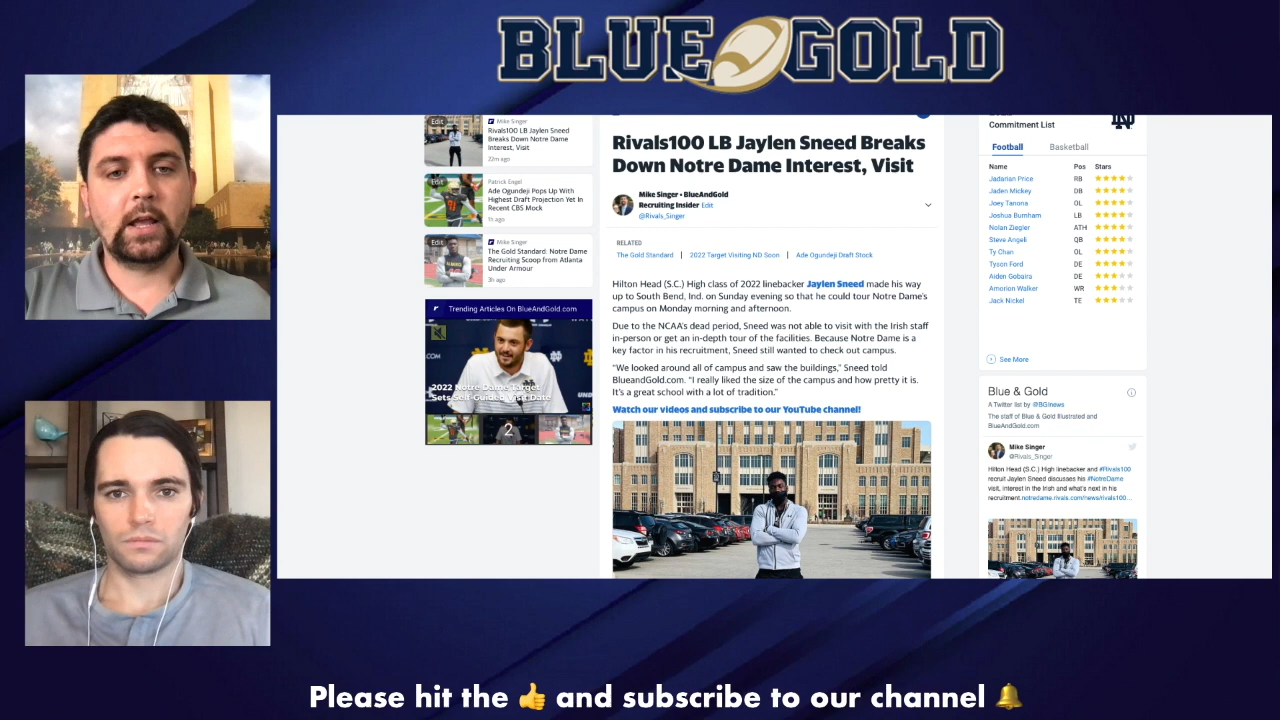 BLUE GOLD
Edit
Mike Singer
Rivals100 LB Jaylen Sneed
Breaks Down Notre Dame
Interest, Visit
22m ago
Edit
Patrick Engel
Ade Ogundeji Pops Up With
Highest Draft Projection Yet In
Recent CBS Mock
1h ago
Edit
Mike Singer
The Gold Standard: Notre Dame
Recruiting Scoop from Atlanta
Under Armour
3h ago
Trending Articles On BlueAndGold.com
2022 Notre Dame Target
Sets Self-Guided Visit Date
2
Rivals100 LB Jaylen Sneed Breaks
Down Notre Dame Interest, Visit
Mike Singer • BlueAndGold
Recruiting Insider Edit
@Rivals_Singer
RELATED
The Gold Standard | 2022 Target Visiting ND Soon | Ade Ogundeji Draft Stock
Hilton Head (S.C.) High class of 2022 linebacker Jaylen Sneed made his way
up to South Bend, Ind. on Sunday evening so that he could tour Notre Dame's
campus on Monday morning and afternoon.
Due to the NCAA's dead period, Sneed was not able to visit with the Irish staff
in-person or get an in-depth tour of the facilities. Because Notre Dame is a
key factor in his recruitment, Sneed still wanted to check out campus.
"We looked around all of campus and saw the buildings," Sneed told
BlueandGold.com. "I really liked the size of the campus and how pretty it is.
It's a great school with a lot of tradition."
Watch our videos and subscribe to our YouTube channel!
Commitment List
Football Basketball
Name Pos Stars
Jadarian Price RB
Jaden Mickey DB
Joey Tanona OL
Joshua Burnham LB
Nolan Ziegler ATH
Steve Angeli QB
Ty Chan OL
Tyson Ford DE
Aiden Gobaira DE
Amorion Walker WR
Jack Nickel TE
See More
Blue & Gold
A Twitter list by @BGInews
The staff of Blue & Gold Illustrated and
BlueAndGold.com
Mike Singer
@Rivals_Singer
Hilton Head (S.C.) High linebacker and #Rivals100
recruit Jaylen Sneed discusses his #NotreDame
visit, interest in the Irish and what's next in his
recruitment.notredame.rivals.com/news/rivals100…
Please hit the 👍 and subscribe to our channel 🔔